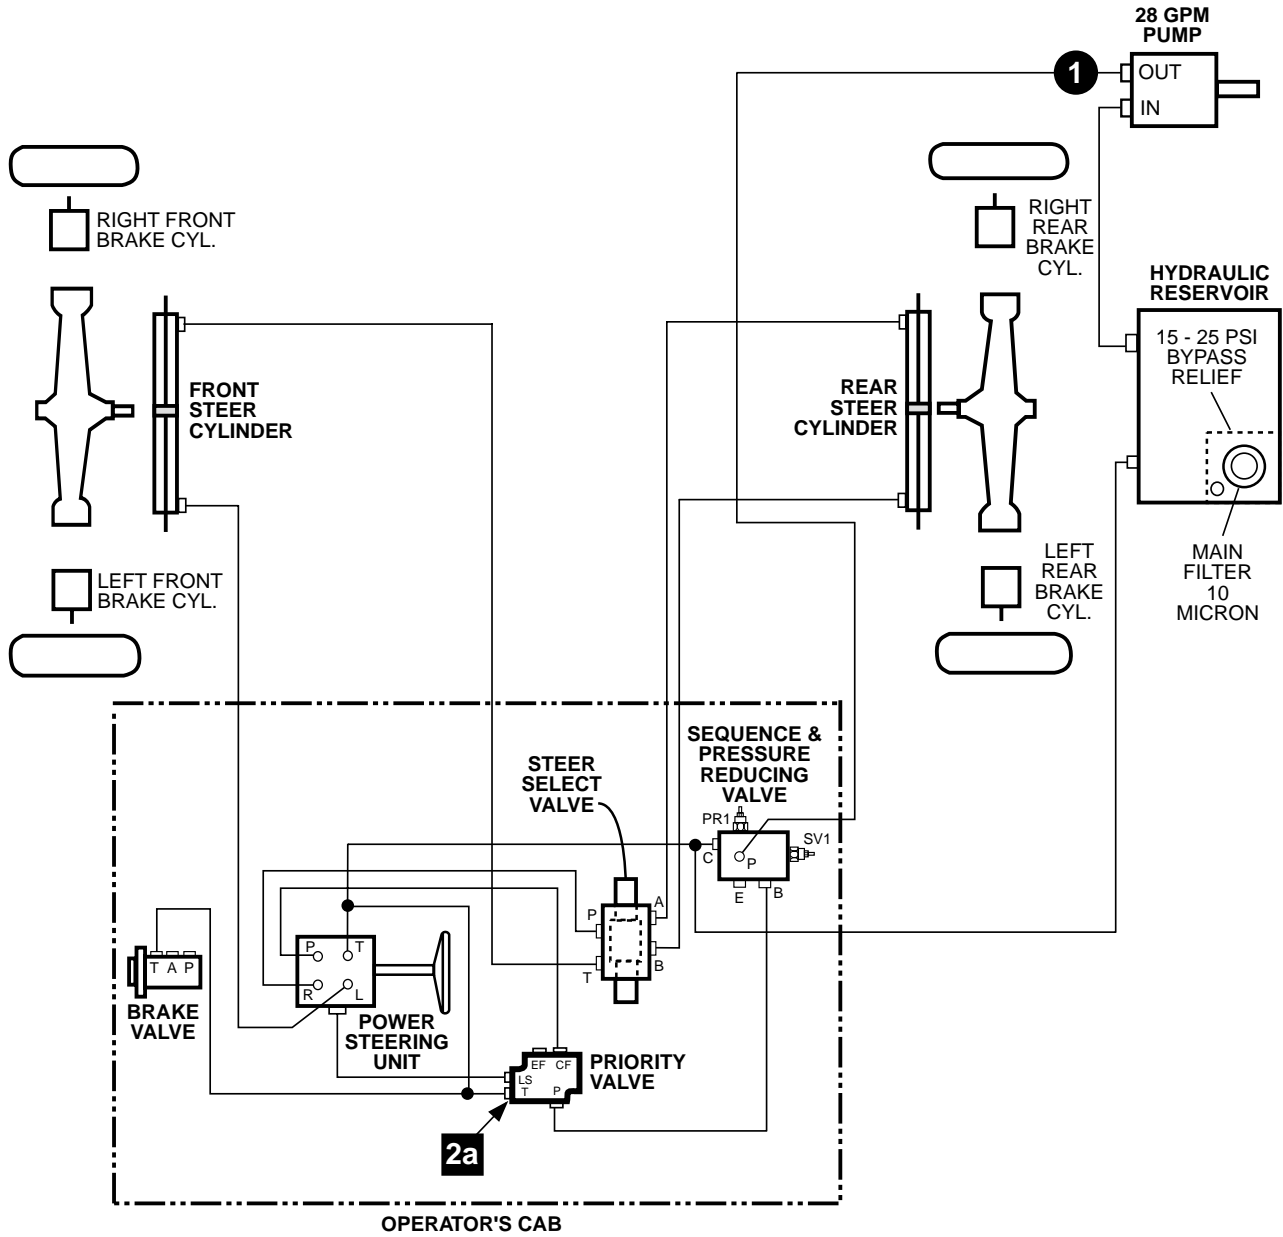 28 GPM
PUMP
1
OUT
IN
RIGHT FRONT
BRAKE CYL.
RIGHT
REAR
BRAKE
CYL.
HYDRAULIC
RESERVOIR
15 - 25 PSI
BYPASS
RELIEF
FRONT
STEER
CYLINDER
REAR
STEER
CYLINDER
MAIN
FILTER
10
MICRON
LEFT FRONT
BRAKE CYL.
LEFT
REAR
BRAKE
CYL.
SEQUENCE &
PRESSURE
REDUCING
VALVE
STEER
SELECT
VALVE
PR1
SV1
C
P
E
B
P
A
T
B
P
T
R
L
T A P
BRAKE
VALVE
POWER
STEERING
UNIT
EF CF
LS
T
P
PRIORITY
VALVE
2a
OPERATOR'S CAB